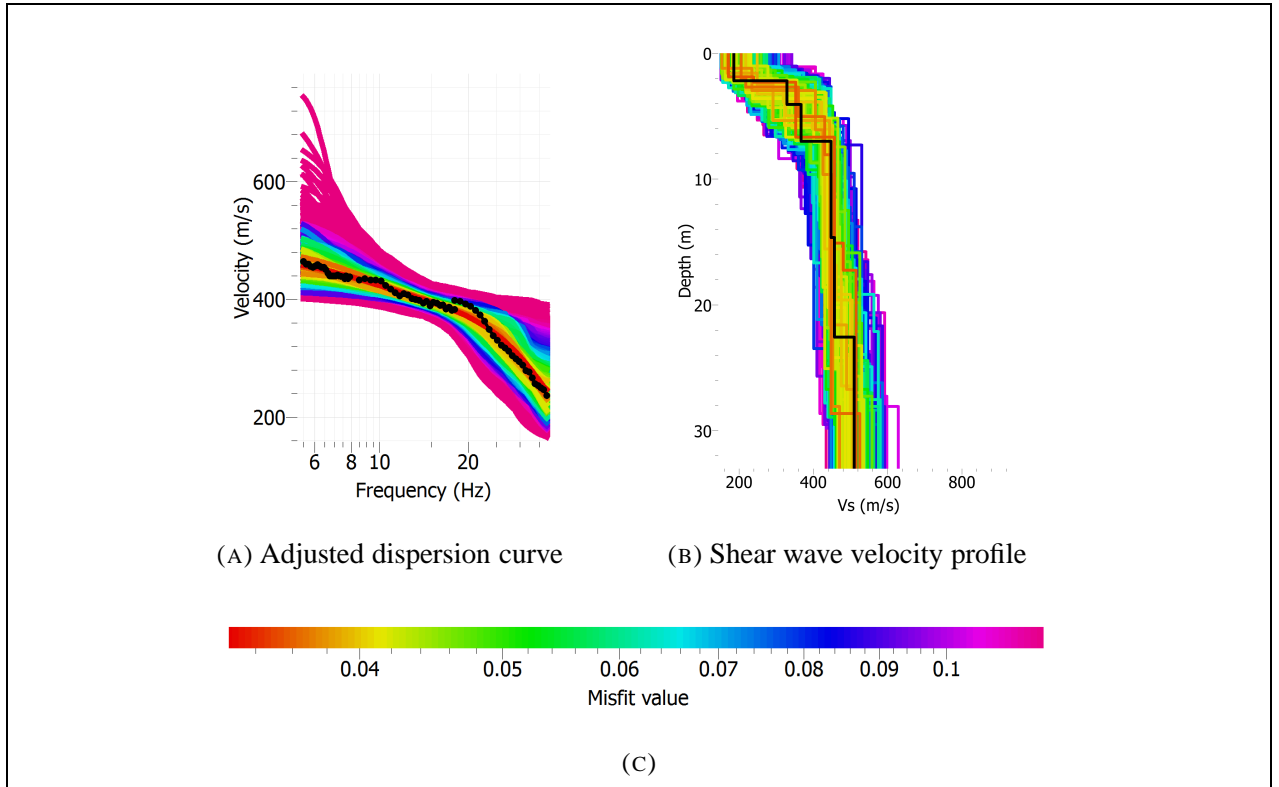 600
400
200
Velocity (m/s)
6 8 10 20
Frequency (Hz)
0
10
20
30
Depth (m)
200 400 600 800
Vs (m/s)
(A) Adjusted dispersion curve
(B) Shear wave velocity profile
0.04 0.05 0.06 0.07 0.08 0.09 0.1
Misfit value
(C)